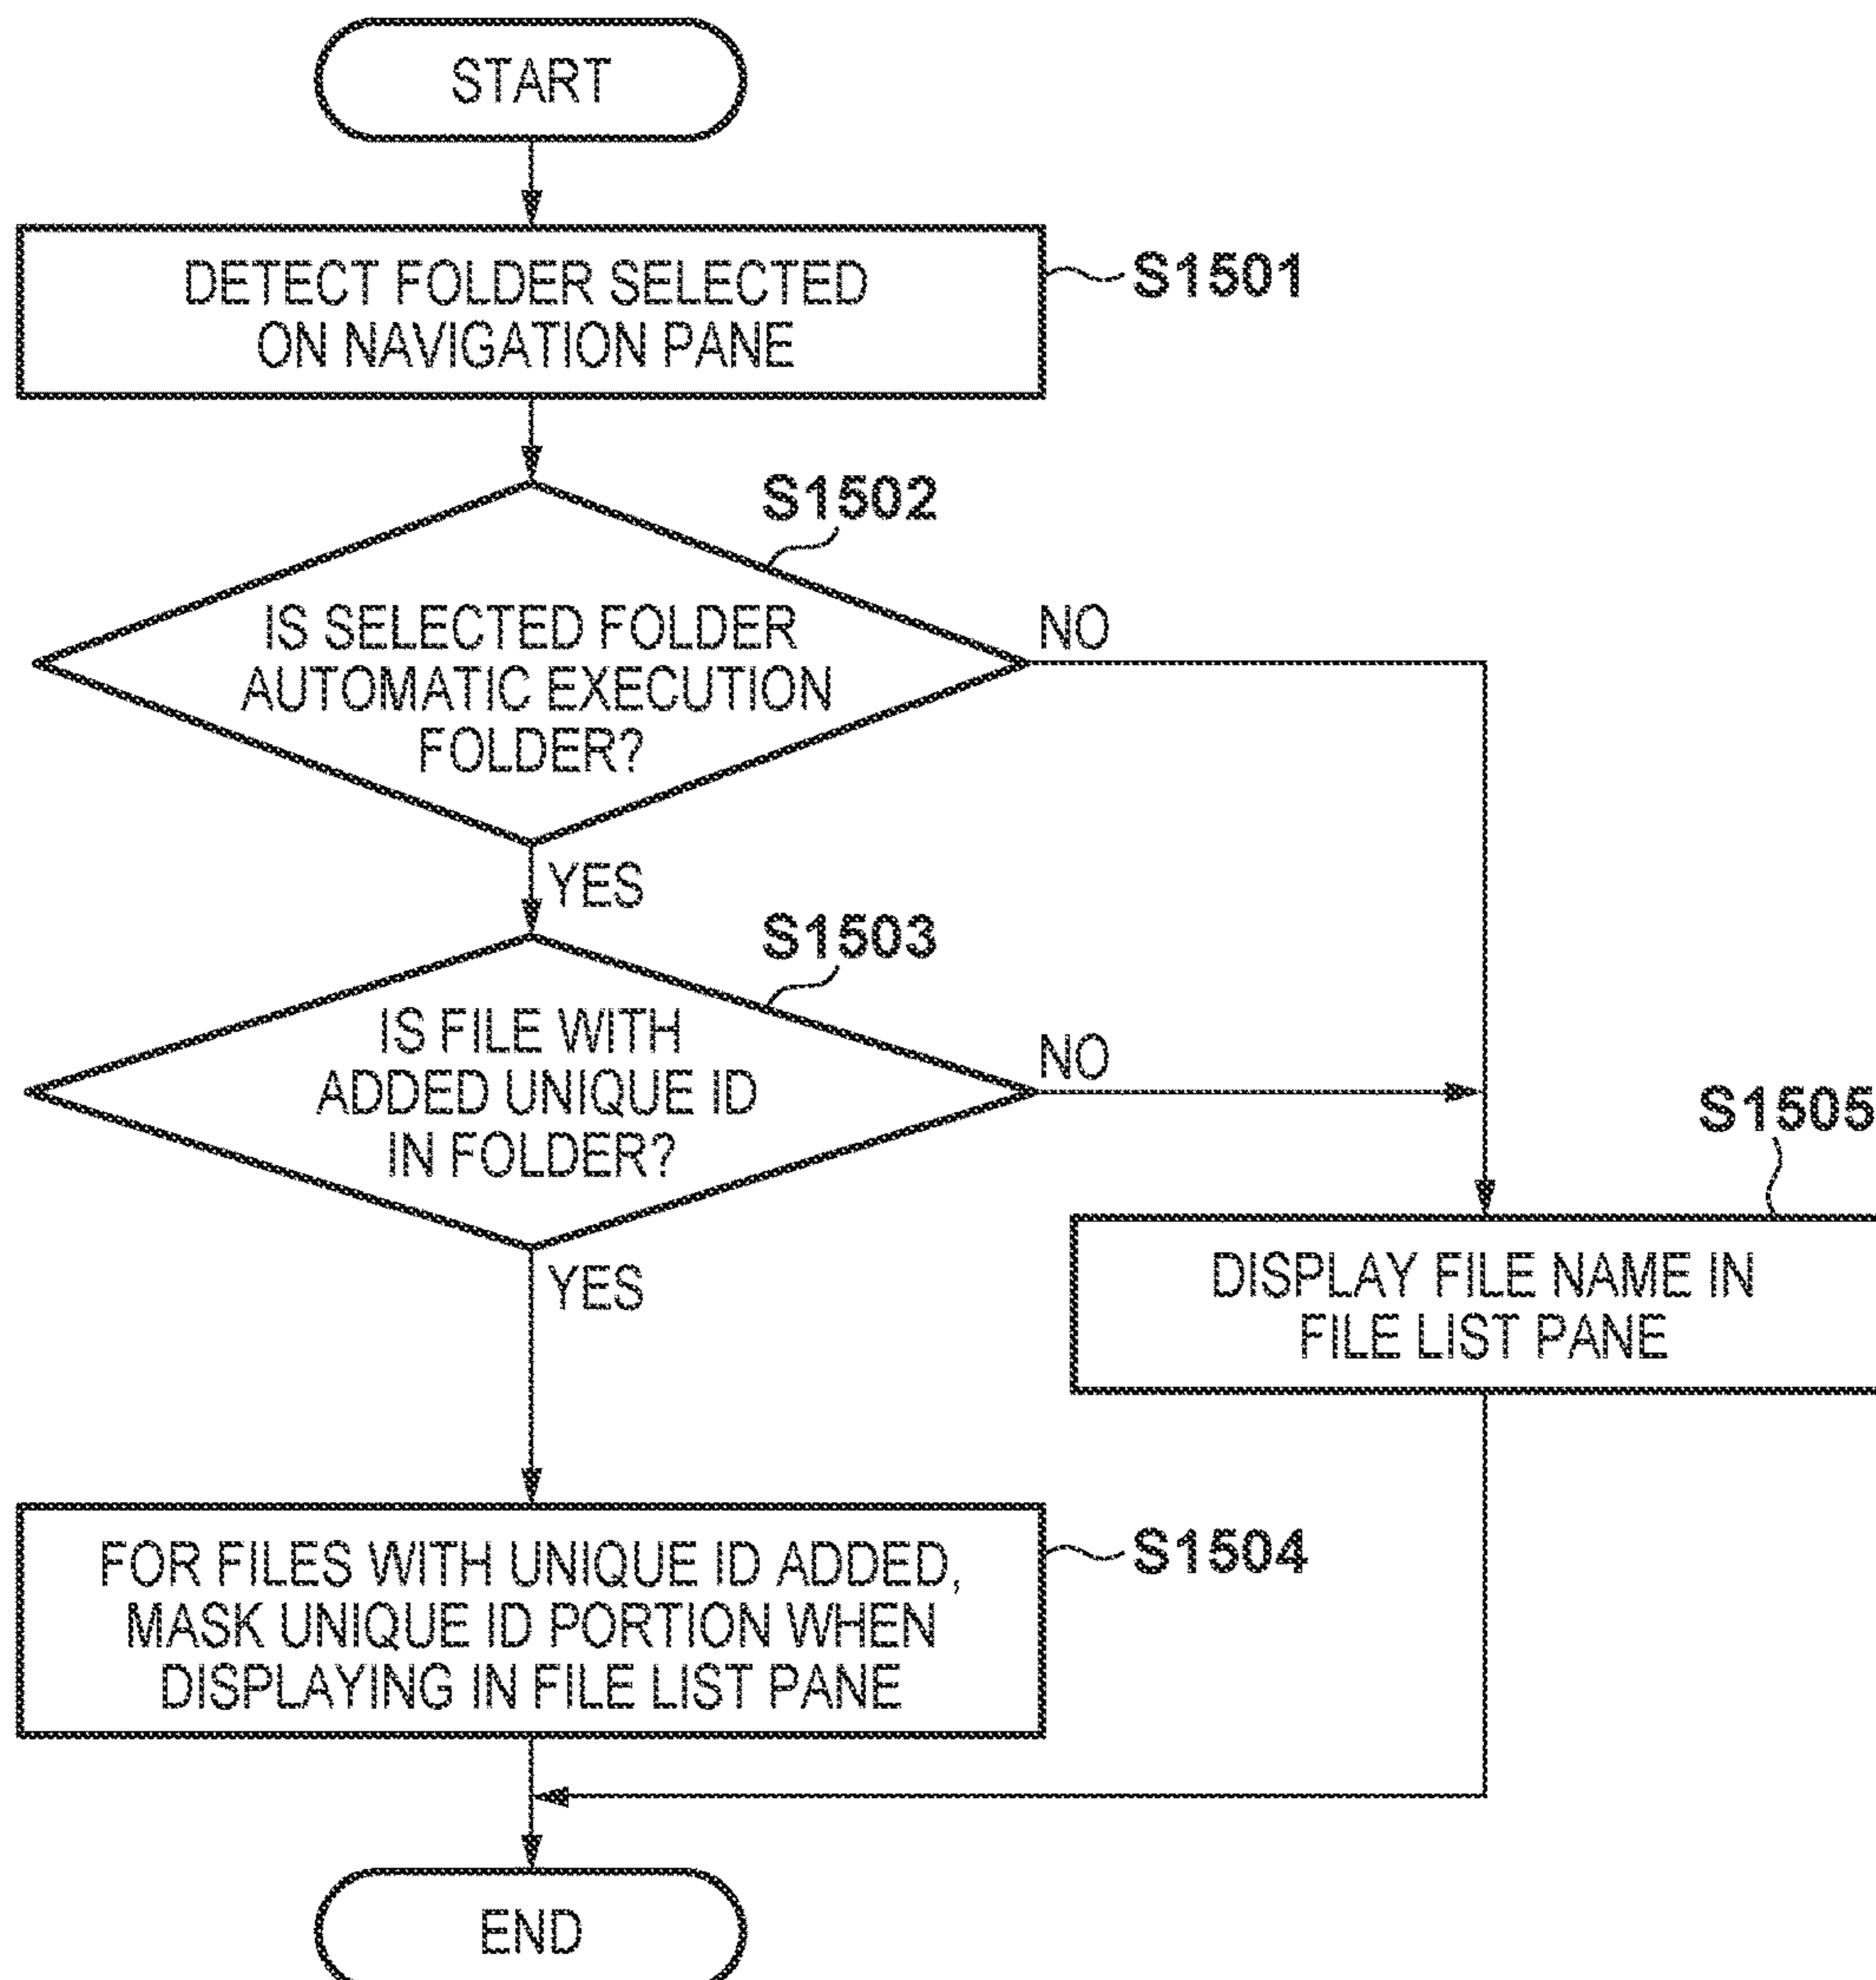 START
DETECT FOLDER SELECTED
ON NAVIGATION PANE
S1501
S1502
IS SELECTED FOLDER
AUTOMATIC EXECUTION
FOLDER?
NO
YES
S1503
IS FILE WITH
ADDED UNIQUE ID
IN FOLDER?
NO
YES
S1505
DISPLAY FILE NAME IN
FILE LIST PANE
FOR FILES WITH UNIQUE ID ADDED,
MASK UNIQUE ID PORTION WHEN
DISPLAYING IN FILE LIST PANE
S1504
END